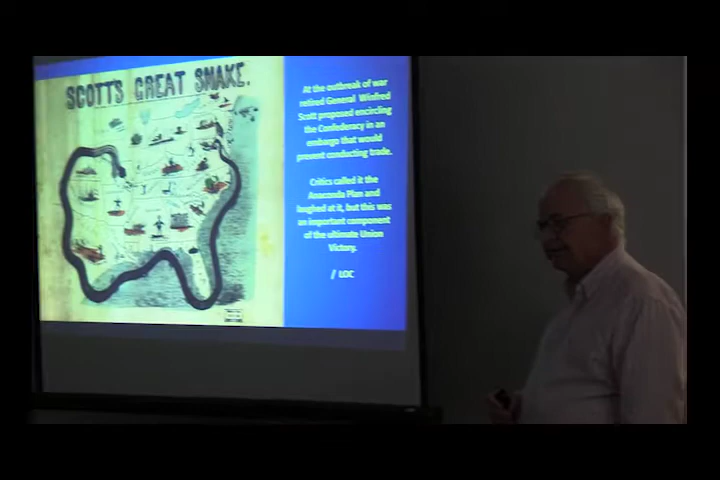 SCOTT'S GREAT SNAKE.
At the outbreak of war
retired General Winfred
Scott proposed encircling
the Confederacy in an
embargo that would
prevent conducting trade.
Critics called it the
Anaconda Plan and
laughed at it, but this was
an important component
of the ultimate Union
Victory.
// LOC